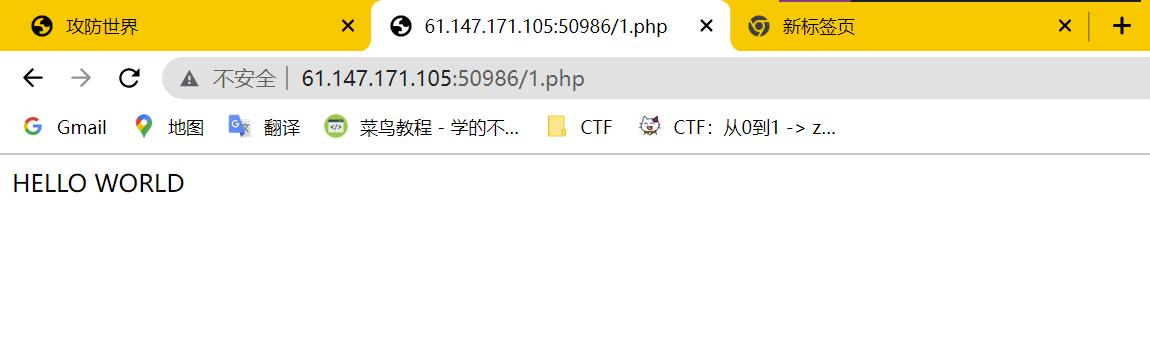 攻防世界 61.147.171.105:50986/1.php 新标签页
不安全 61.147.171.105:50986/1.php
Gmail 地图 翻译 菜鸟教程 - 学的不... CTF CTF：从0到1 -> z...
HELLO WORLD